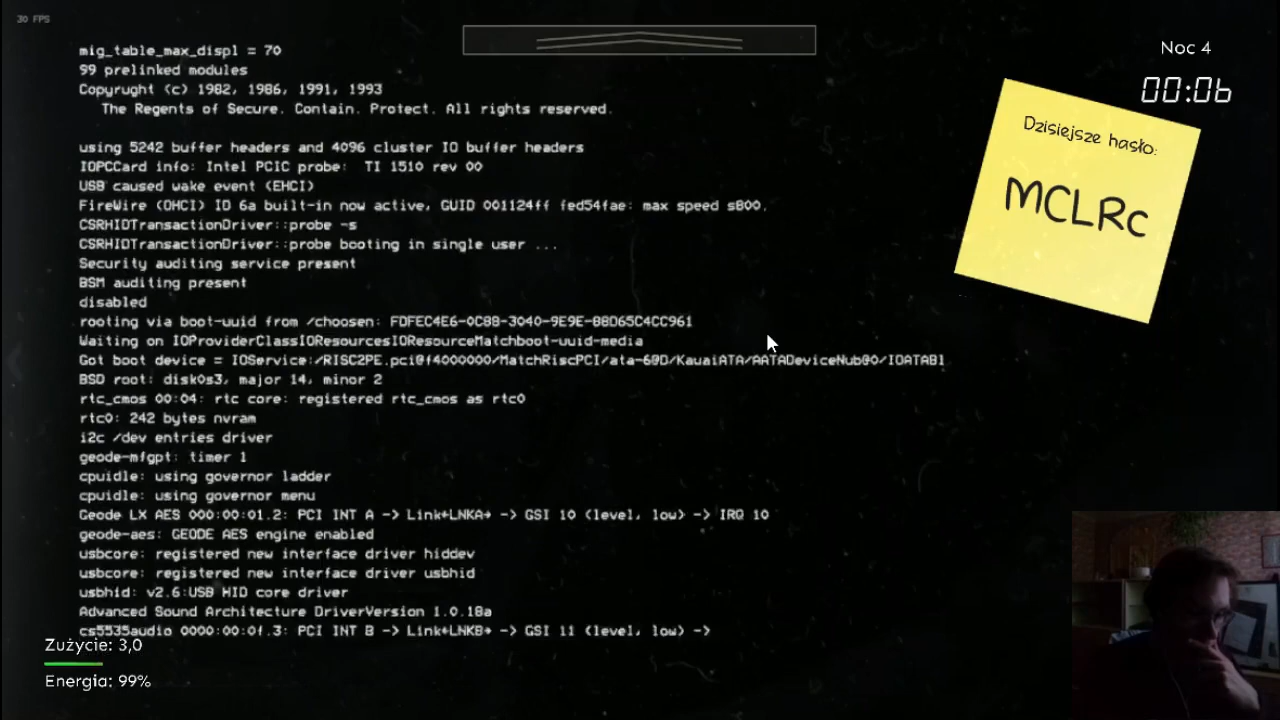 30 FPS
mig_table_max_displ = 70
99 prelinked modules
Copyrught (c) 1982, 1986, 1991, 1993
The Regents of Secure. Contain. Protect. All rights reserved.
using 5242 buffer headers and 4096 cluster IO buffer headers
IOPCCard info: Intel PCIC probe: TI 1510 rev 00
USB caused wake event (EHCI)
FireWire (OHCI) ID 6a built-in now active, GUID 001124ff fed54fae: max speed s800.
CSRHIDTransactionDriver::probe -s
CSRHIDTransactionDriver::probe booting in single user ...
Security auditing service present
BSM auditing present
disabled
rooting via boot-uuid from /choosen: FDFEC4E6-0C88-3040-9E9E-88D65C4CC961
Waiting on IOProviderClassIOResourcesIOResourceMatchboot-uuid-media
Got boot device = IOService:/RISC2PE.pci@f4000000/MatchRiscPCI/ata-6@D/KauaiATA/AATADeviceNub@0/IOATABl
BSD root: disk0s3, major 14, minor 2
rtc_cmos 00:04: rtc core: registered rtc_cmos as rtc0
rtc0: 242 bytes nvram
i2c /dev entries driver
geode-mfgpt: timer 1
cpuidle: using governor ladder
cpuidle: using governor menu
Geode LX AES 000:00:01.2: PCI INT A -> Link←LNKA→ -> GSI 10 (level, low) -> IRQ 10
geode-aes: GEODE AES engine enabled
usbcore: registered new interface driver hiddev
usbcore: registered new interface driver usbhid
usbhid: v2.6:USB HID core driver
Advanced Sound Architecture DriverVersion 1.0.18a
cs5535audio 0000:00:0f.3: PCI INT B -> Link←LNKB→ -> GSI 11 (level, low) ->
Noc 4
00:06
Dzisiejsze hasło:
MCLRc
Zużycie: 3,0
Energia: 99%